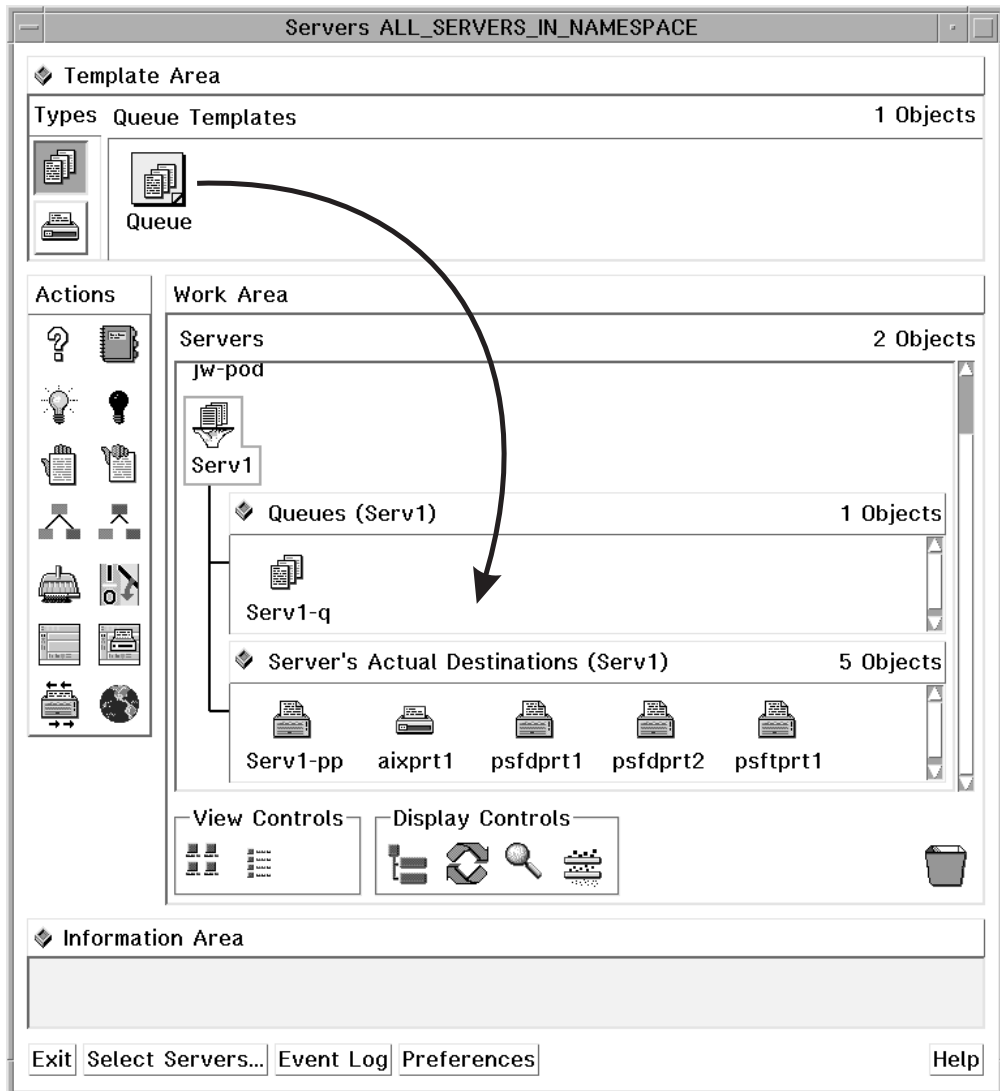 Servers ALL_SERVERS_IN_NAMESPACE
Template Area
Types Queue Templates 1 Objects
Queue
Actions
Work Area
Servers 2 Objects
jw-pod
Serv1
Queues (Serv1) 1 Objects
Serv1-q
Server's Actual Destinations (Serv1) 5 Objects
Serv1-pp aixprt1 psfdprt1 psfdprt2 psftprt1
View Controls Display Controls
Information Area
Exit Select Servers... Event Log Preferences Help